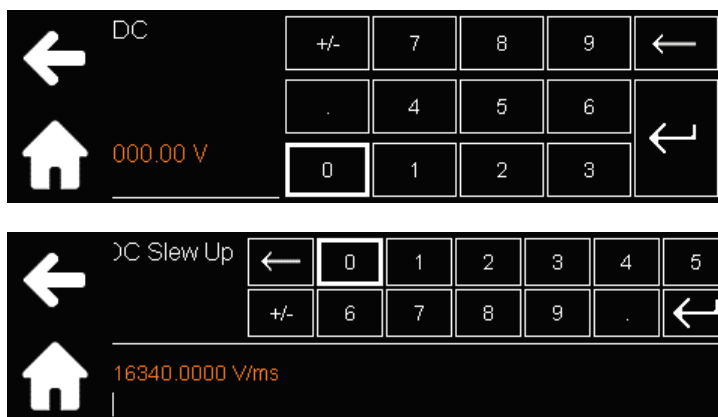 DC +/- 7 8 9
. 4 5 6
000.00 V 0 1 2 3
DC Slew Up 0 1 2 3 4 5
+/- 6 7 8 9 .
16340.0000 V/ms